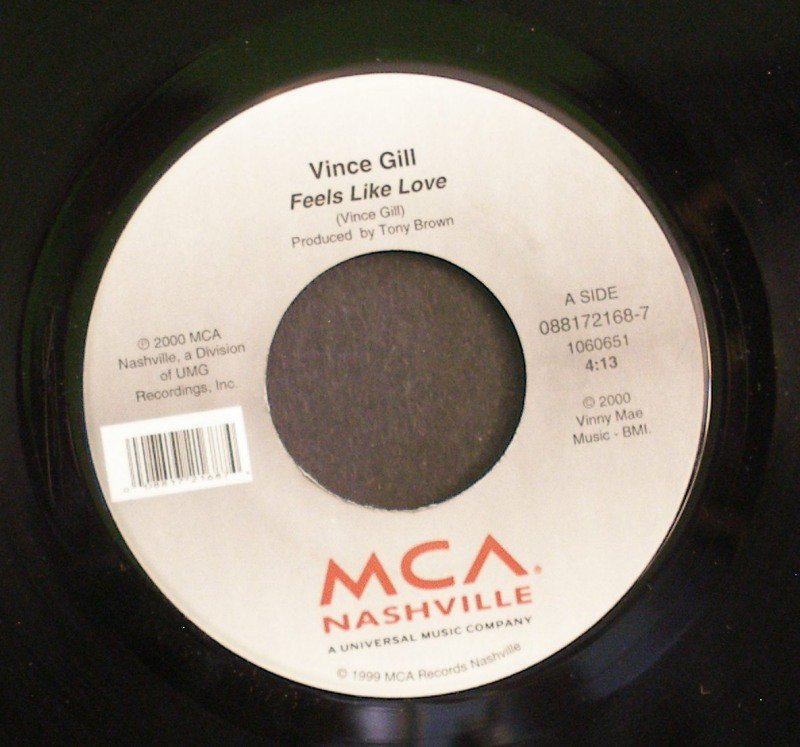 Vince Gill
Feels Like Love
(Vince Gill)
Produced by Tony Brown
℗ 2000 MCA
Nashville, a Division
of UMG
Recordings, Inc.
A SIDE
088172168-7
1060651
4:13
© 2000
Vinny Mae
Music - BMI.
MCA.
NASHVILLE
A UNIVERSAL MUSIC COMPANY
© 1999 MCA Records Nashville